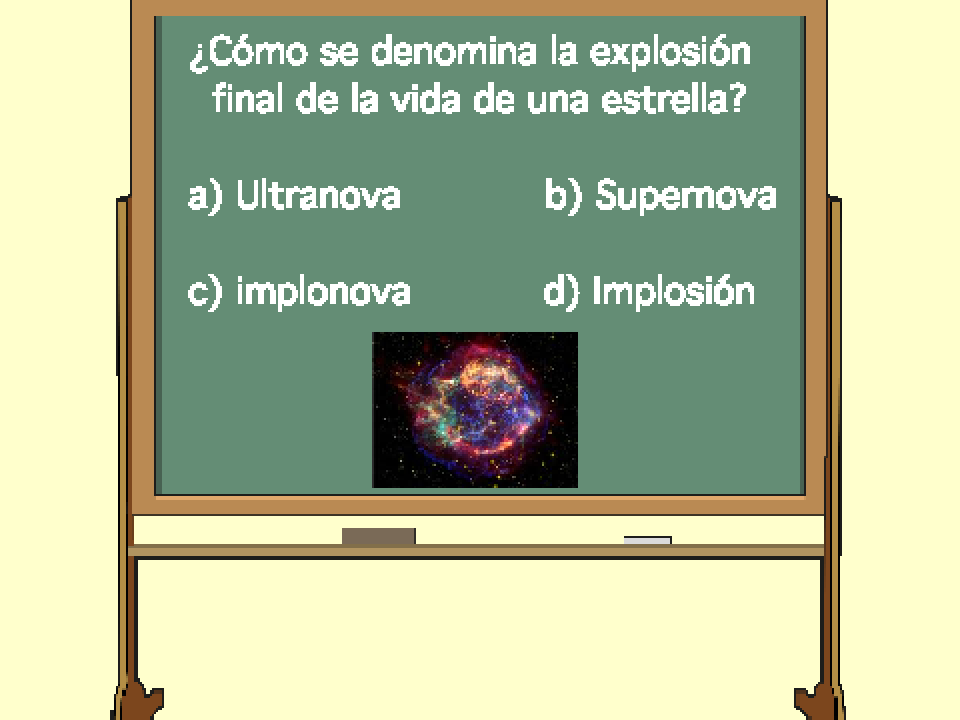 ¿Cómo se denomina la explosión
final de la vida de una estrella?
a) Ultranova b) Supernova
c) implonova d) Implosión